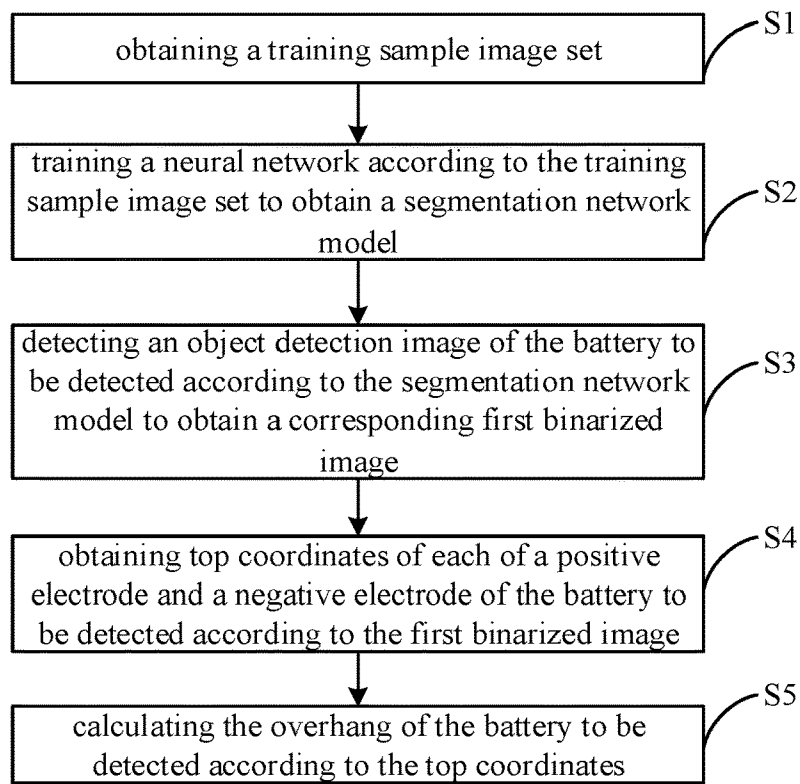 obtaining a training sample image set
S1
training a neural network according to the training
sample image set to obtain a segmentation network
model
S2
detecting an object detection image of the battery to
be detected according to the segmentation network
model to obtain a corresponding first binarized
image
S3
obtaining top coordinates of each of a positive
electrode and a negative electrode of the battery to
be detected according to the first binarized image
S4
calculating the overhang of the battery to be
detected according to the top coordinates
S5